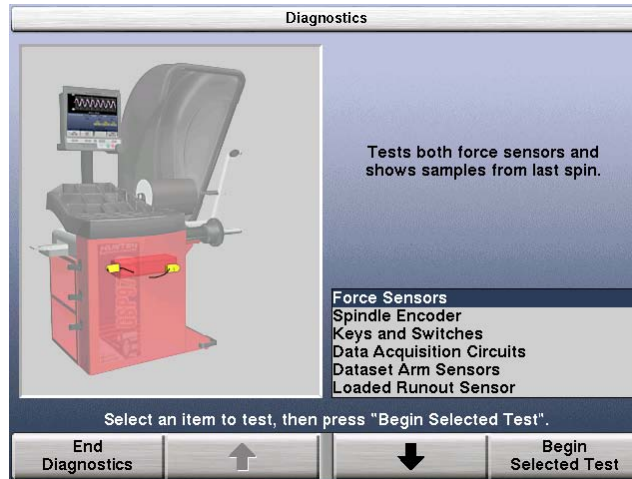 Diagnostics
Tests both force sensors and
shows samples from last spin.
Force Sensors
Spindle Encoder
Keys and Switches
Data Acquisition Circuits
Dataset Arm Sensors
Loaded Runout Sensor
Select an item to test, then press "Begin Selected Test".
End
Diagnostics
Begin
Selected Test